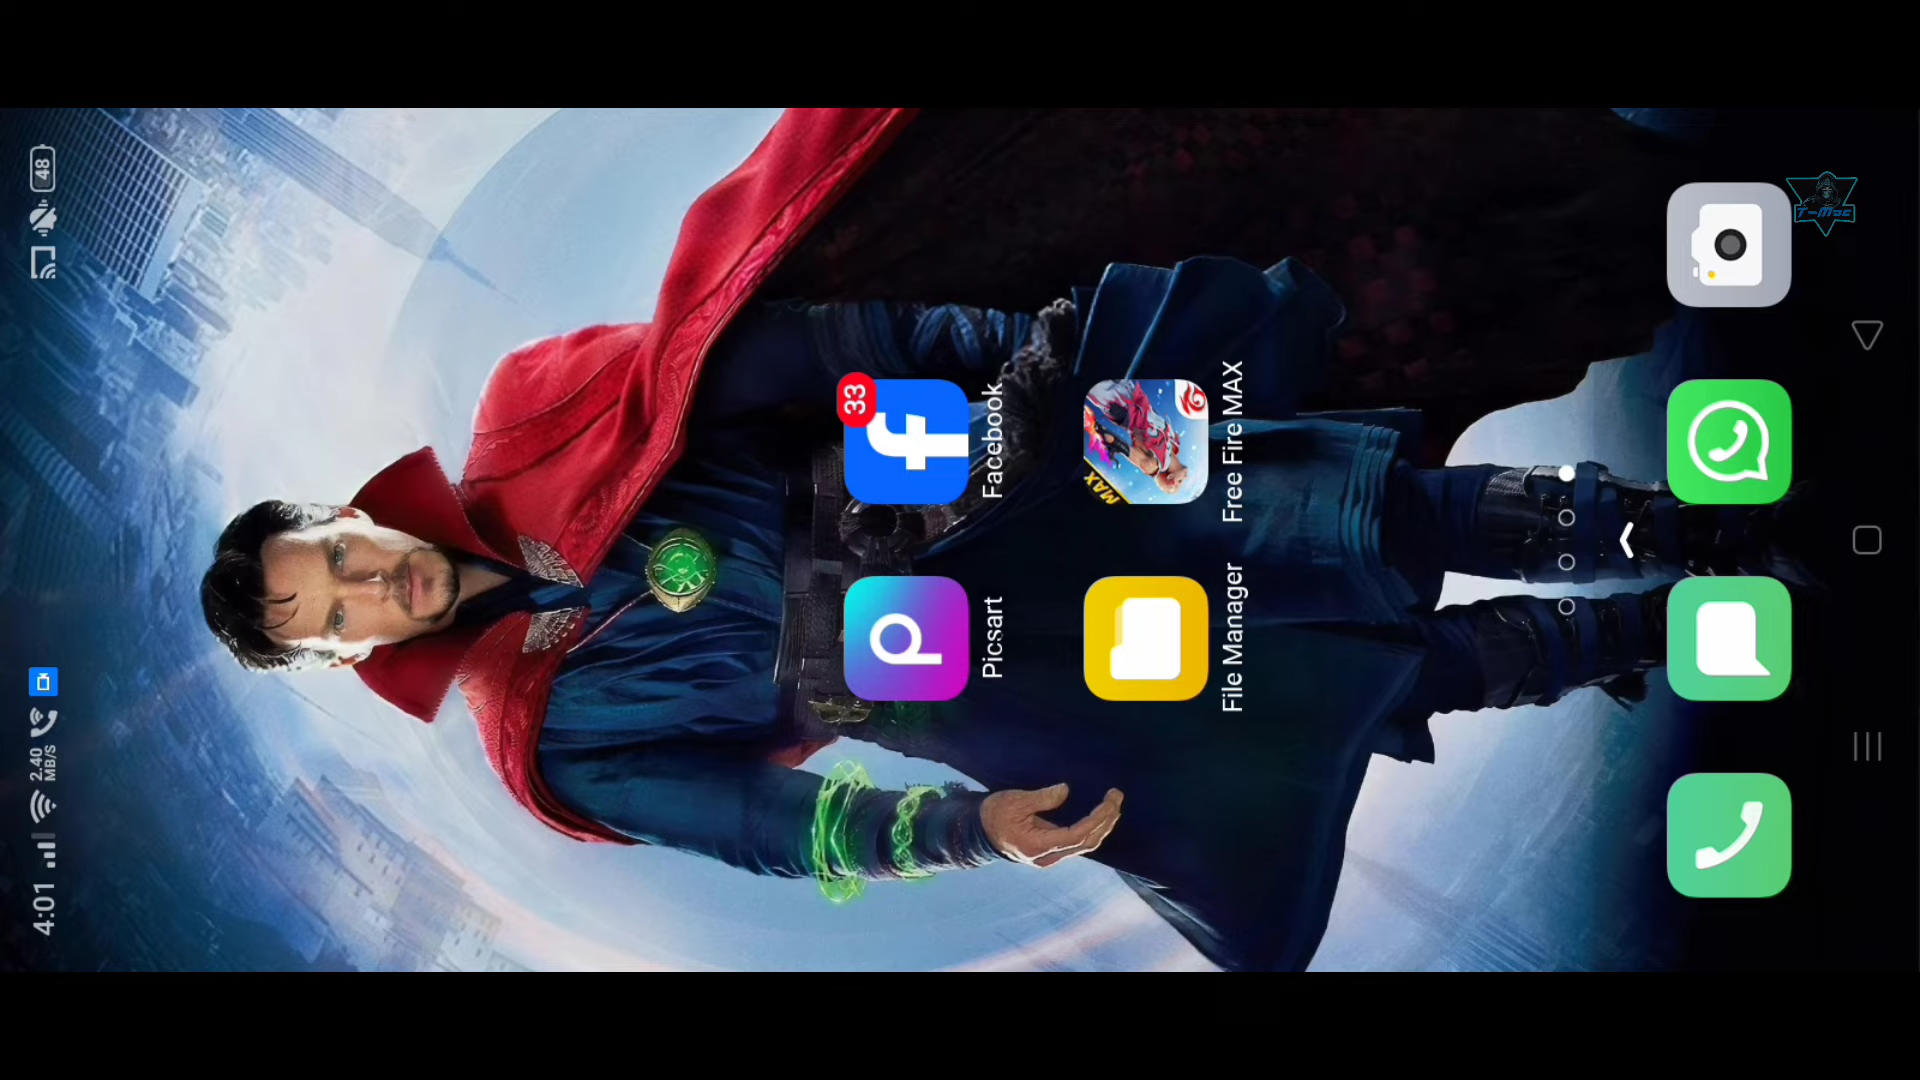 4:01 2.40 MB/S 48
33
Picsart Facebook
MAX
File Manager Free Fire MAX